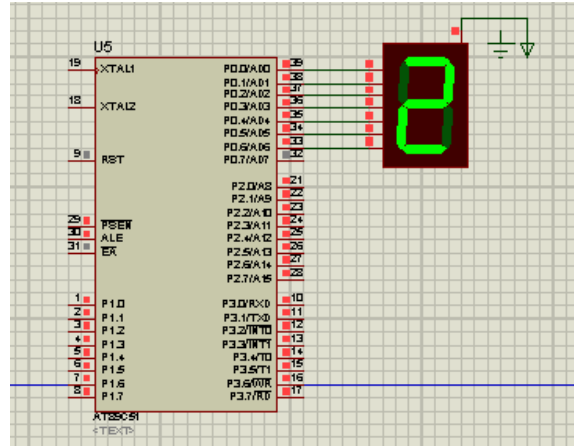 U5
19 XTAL1
18 XTAL2
9 RST
29 PSEN
30 ALE
31 EA
1 P1.0
2 P1.1
3 P1.2
4 P1.3
5 P1.4
6 P1.5
7 P1.6
8 P1.7
P0.0/AD0 39
P0.1/AD1 38
P0.2/AD2 37
P0.3/AD3 36
P0.4/AD4 35
P0.5/AD5 34
P0.6/AD6 33
P0.7/AD7 32
P2.0/A8 21
P2.1/A9 22
P2.2/A10 23
P2.3/A11 24
P2.4/A12 25
P2.5/A13 26
P2.6/A14 27
P2.7/A15 28
P3.0/RXD 10
P3.1/TXD 11
P3.2/INT0 12
P3.3/INT1 13
P3.4/T0 14
P3.5/T1 15
P3.6/WR 16
P3.7/RD 17
AT89C51
<TEXT>
2